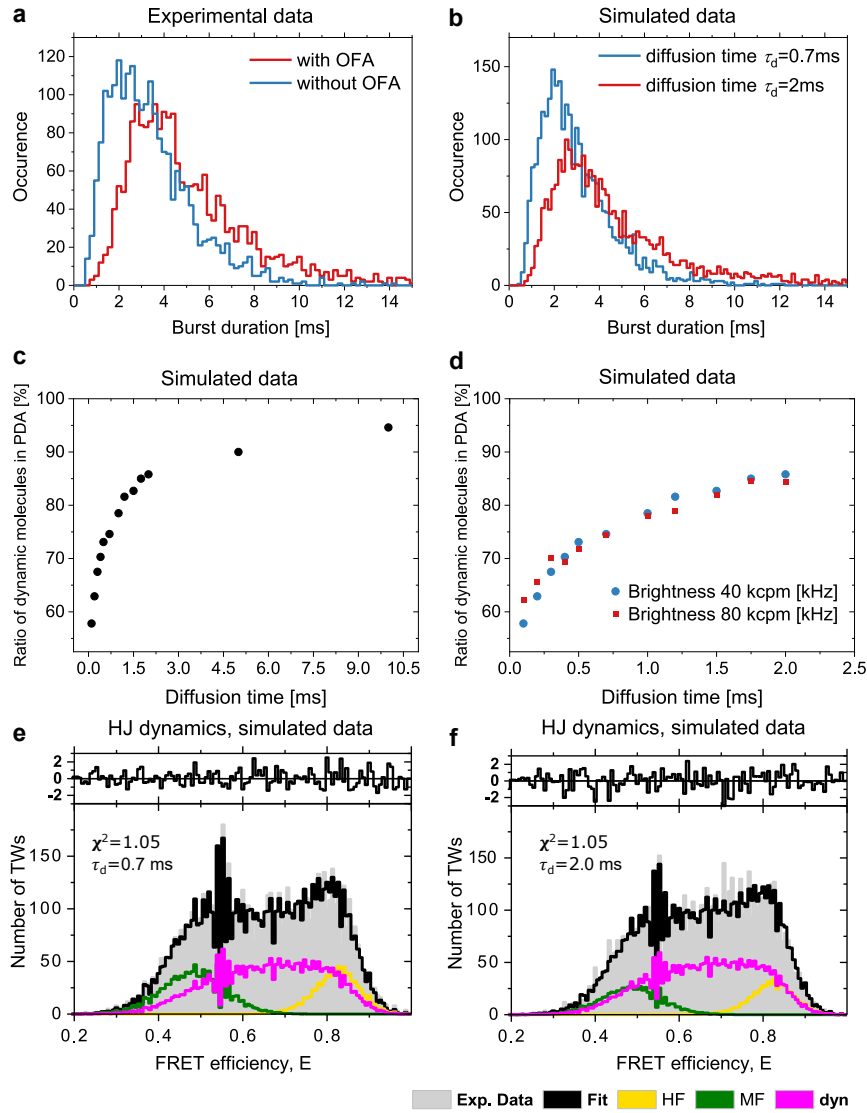 a
Experimental data
with OFA
without OFA
Occurence
120
100
80
60
40
20
0
0 2 4 6 8 10 12 14
Burst duration [ms]
b
Simulated data
diffusion time τd=0.7ms
diffusion time τd=2ms
Occurence
150
100
50
0
0 2 4 6 8 10 12 14
Burst duration [ms]
c
Simulated data
Ratio of dynamic molecules in PDA [%]
100
90
80
70
60
0.0 1.5 3.0 4.5 6.0 7.5 9.0 10.5
Diffusion time [ms]
d
Simulated data
Ratio of dynamic molecules in PDA [%]
100
90
80
70
60
Brightness 40 kcpm [kHz]
Brightness 80 kcpm [kHz]
0.0 0.5 1.0 1.5 2.0 2.5
Diffusion time [ms]
e
HJ dynamics, simulated data
2
0
-2
χ²=1.05
τd=0.7 ms
Number of TWs
150
125
100
75
50
25
0
0.2 0.4 0.6 0.8
FRET efficiency, E
f
HJ dynamics, simulated data
2
0
-2
χ²=1.05
τd=2.0 ms
Number of TWs
150
100
50
0
0.2 0.4 0.6 0.8
FRET efficiency, E
Exp. Data Fit HF MF dyn